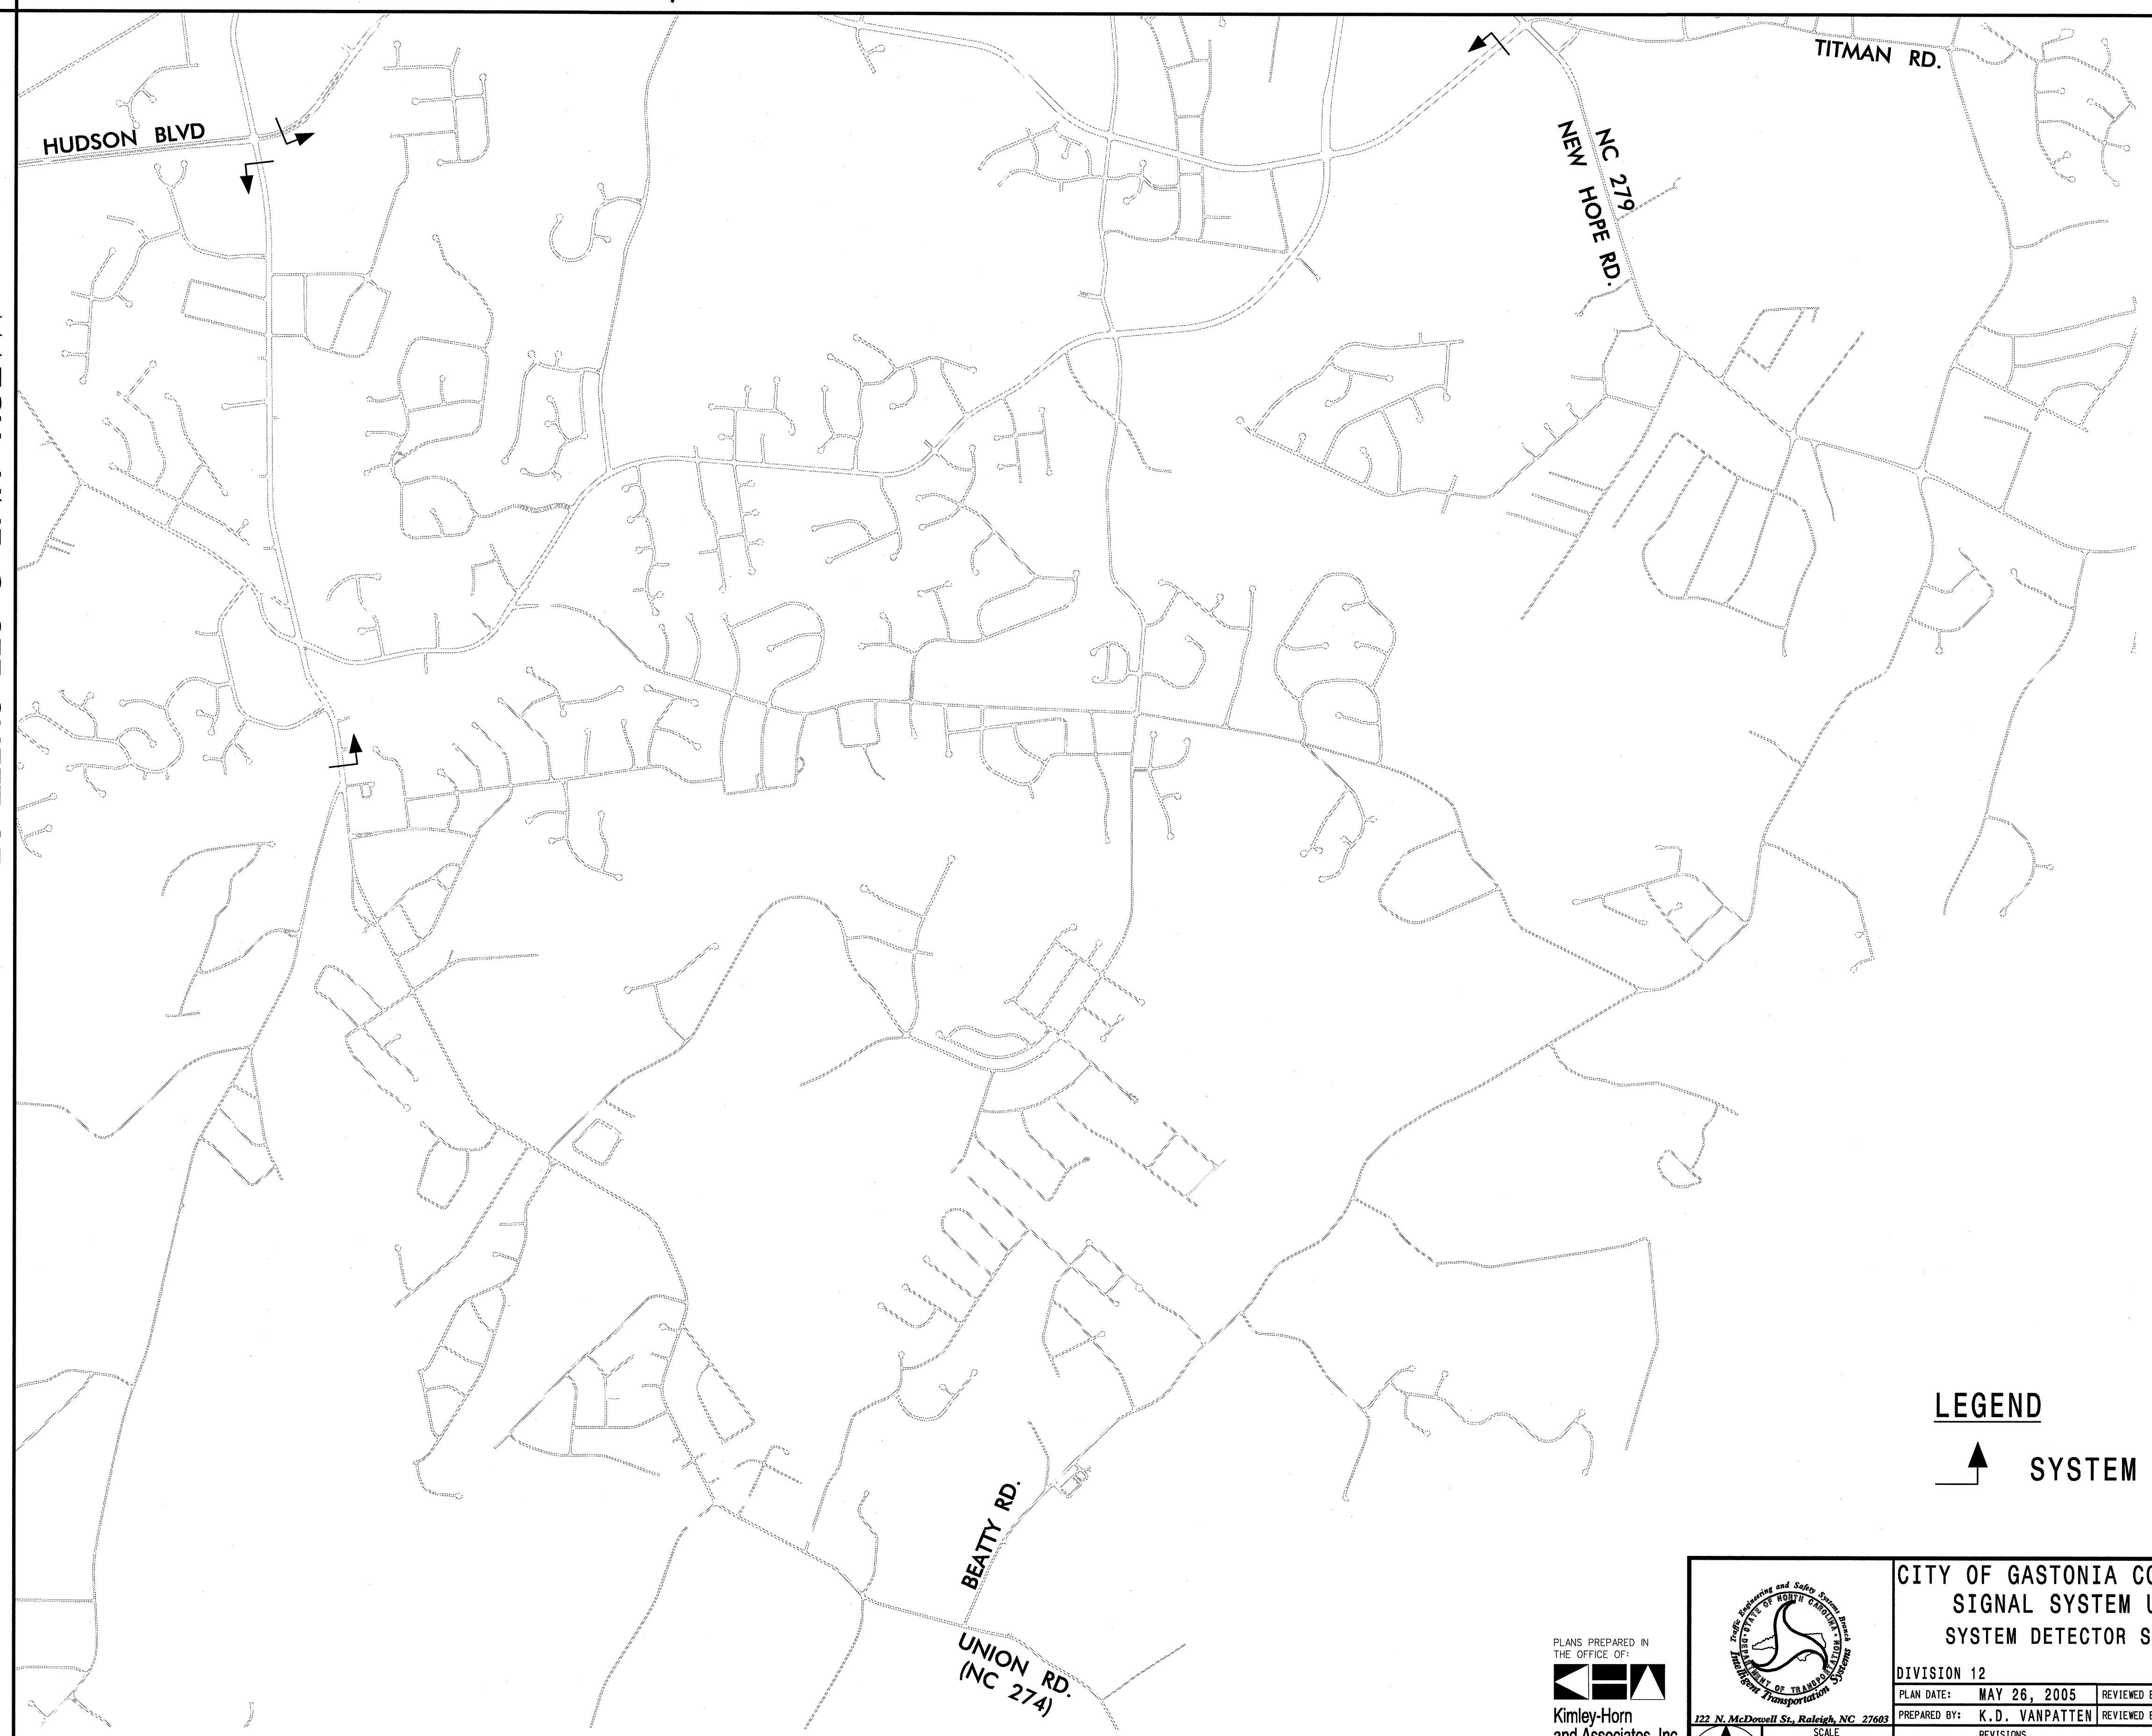 TITMAN RD.
HUDSON BLVD
NC 279
NEW HOPE RD.
BEATTY RD.
UNION RD.
(NC 274)
LEGEND
SYSTEM
PLANS PREPARED IN
THE OFFICE OF:
Kimley-Horn
and Associates, Inc.
Traffic Engineering and Safety Systems Branch
STATE OF NORTH CAROLINA
DEPARTMENT OF TRANSPORTATION
Intelligent Transportation Systems
122 N. McDowell St., Raleigh, NC 27603
CITY OF GASTONIA CO
SIGNAL SYSTEM U
SYSTEM DETECTOR S
DIVISION 12
PLAN DATE: MAY 26, 2005 REVIEWED B
PREPARED BY: K.D. VANPATTEN REVIEWED B
SCALE
REVISIONS